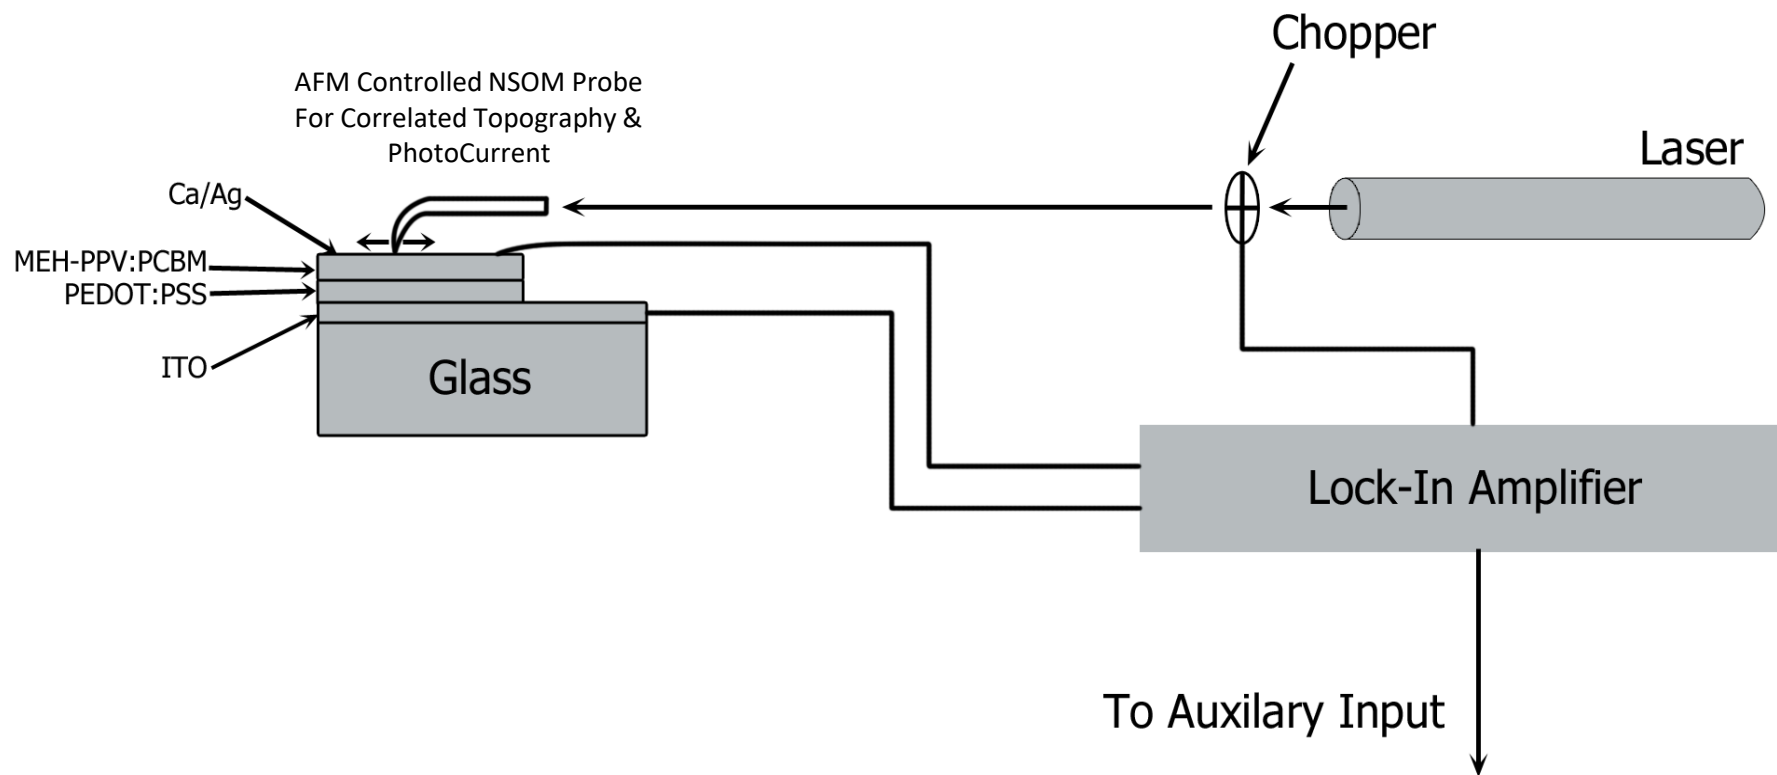 Chopper
AFM Controlled NSOM Probe
For Correlated Topography &
PhotoCurrent
Laser
Ca/Ag
MEH-PPV:PCBM
PEDOT:PSS
ITO
Glass
Lock-In Amplifier
To Auxilary Input